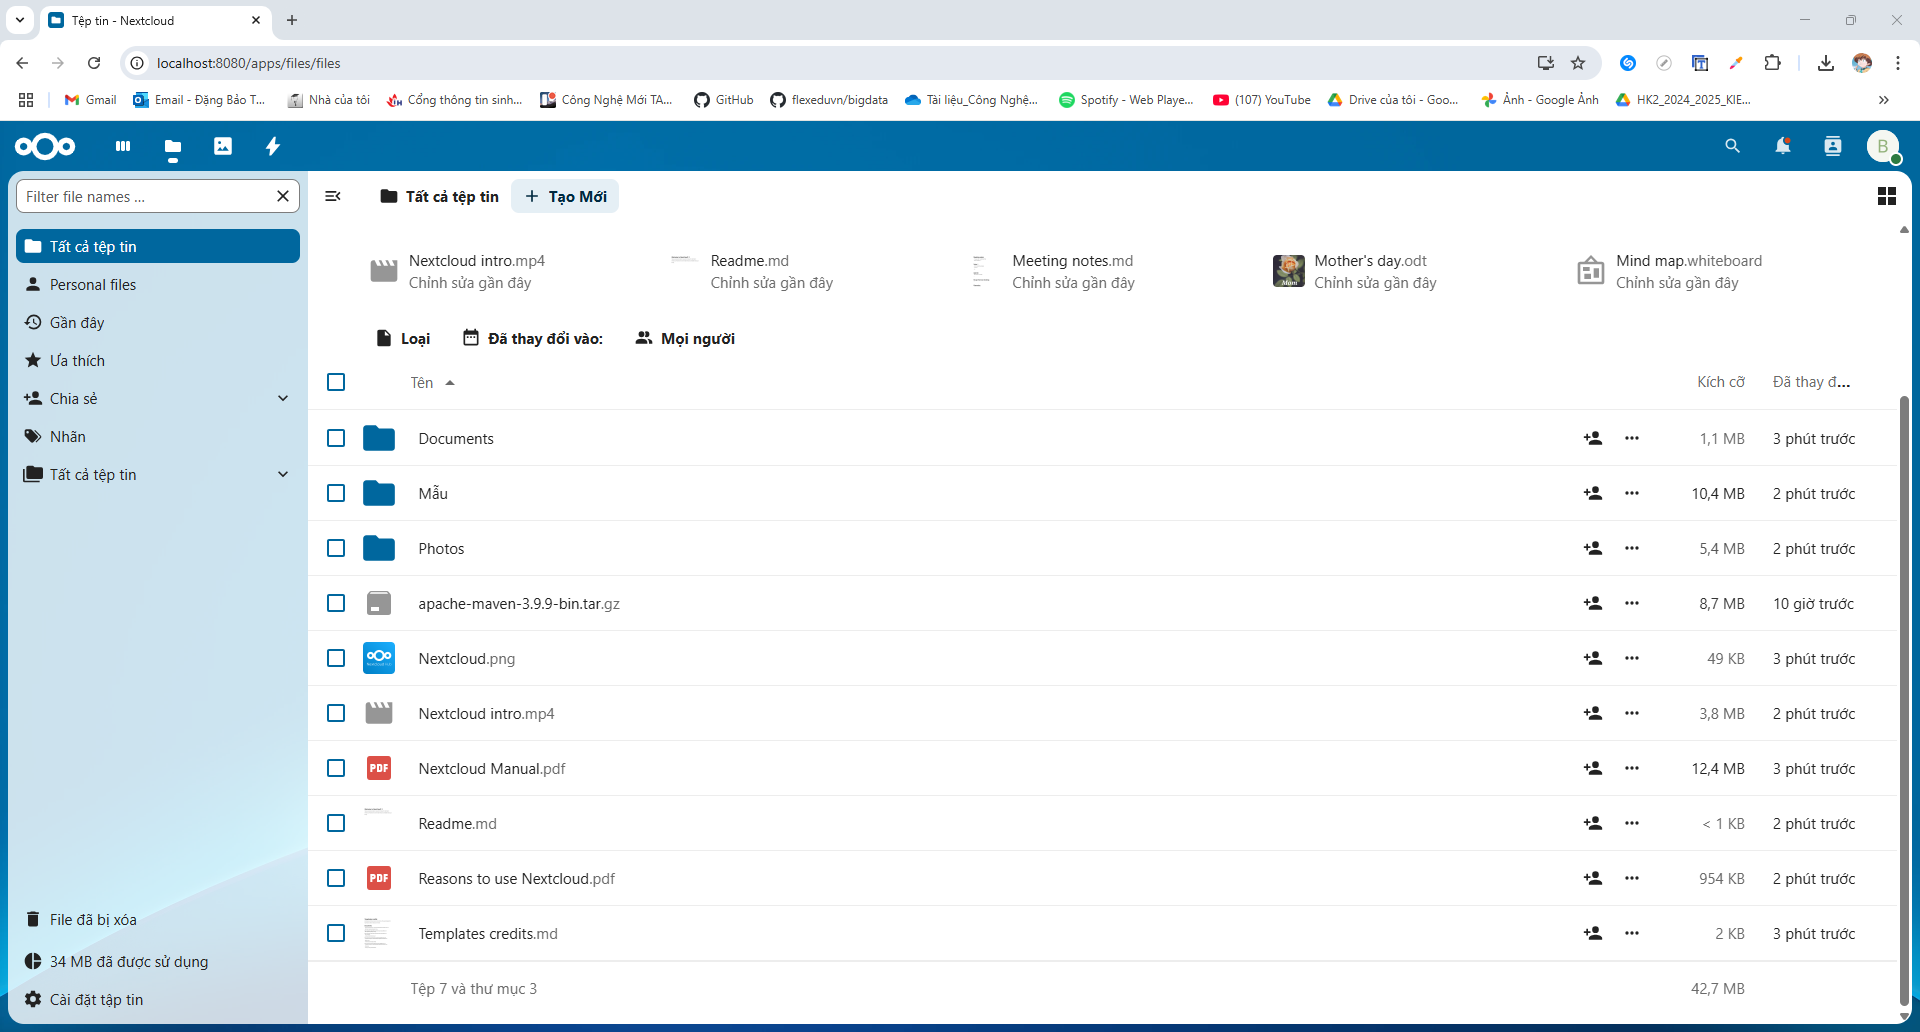 Tệp tin - Nextcloud
localhost:8080/apps/files/files
Gmail
Email - Đặng Bảo T...
Nhà của tôi
Cổng thông tin sinh...
Công Nghệ Mới TA...
GitHub
flexeduvn/bigdata
Tài liệu_Công Nghệ...
Spotify - Web Playe...
(107) YouTube
Drive của tôi - Goo...
Ảnh - Google Ảnh
HK2_2024_2025_KIE...
B
Filter file names ...
Tất cả tệp tin
Personal files
Gần đây
Ưa thích
Chia sẻ
Nhãn
Tất cả tệp tin
File đã bị xóa
34 MB đã được sử dụng
Cài đặt tập tin
Tất cả tệp tin
Tạo Mới
Nextcloud intro.mp4
Chỉnh sửa gần đây
Readme.md
Chỉnh sửa gần đây
Meeting notes.md
Chỉnh sửa gần đây
Mother's day.odt
Chỉnh sửa gần đây
Mind map.whiteboard
Chỉnh sửa gần đây
Loại
Đã thay đổi vào:
Mọi người
Tên Kích cỡ Đã thay đ...
Documents 1,1 MB 3 phút trước
Mẫu 10,4 MB 2 phút trước
Photos 5,4 MB 2 phút trước
apache-maven-3.9.9-bin.tar.gz 8,7 MB 10 giờ trước
Nextcloud.png 49 KB 3 phút trước
Nextcloud intro.mp4 3,8 MB 2 phút trước
PDF Nextcloud Manual.pdf 12,4 MB 3 phút trước
Readme.md < 1 KB 2 phút trước
PDF Reasons to use Nextcloud.pdf 954 KB 2 phút trước
Templates credits.md 2 KB 3 phút trước
Tệp 7 và thư mục 3 42,7 MB